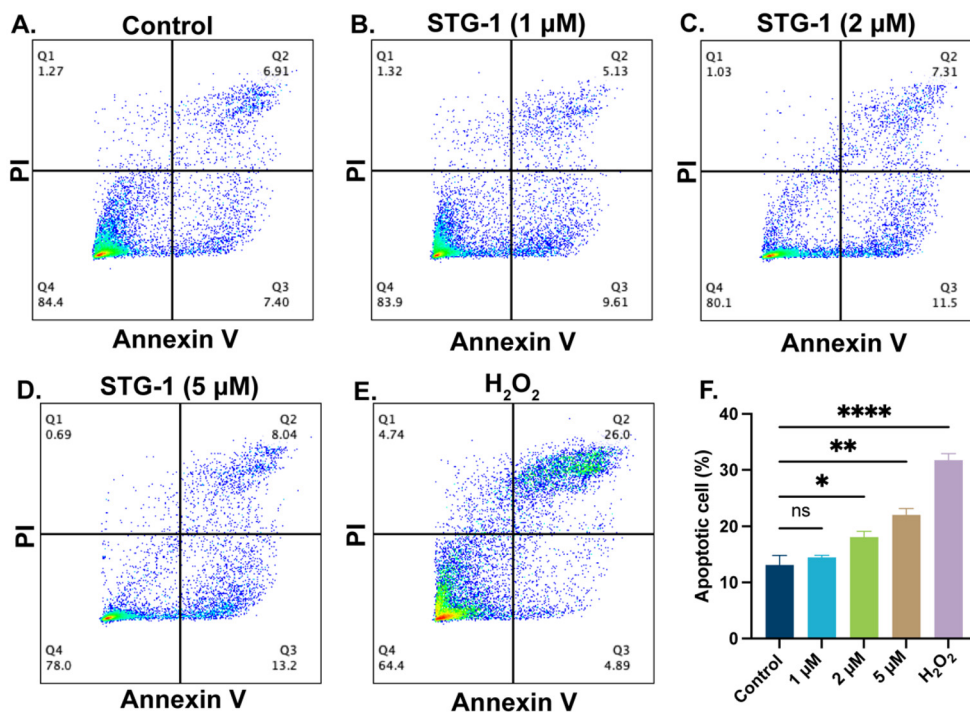 A.
Control
Q1
1.27
Q2
6.91
PI
Q4
84.4
Q3
7.40
Annexin V
B.
STG-1 (1 μM)
Q1
1.32
Q2
5.13
PI
Q4
83.9
Q3
9.61
Annexin V
C.
STG-1 (2 μM)
Q1
1.03
Q2
7.31
PI
Q4
80.1
Q3
11.5
Annexin V
D.
STG-1 (5 μM)
Q1
0.69
Q2
8.04
PI
Q4
78.0
Q3
13.2
Annexin V
E.
H₂O₂
Q1
4.74
Q2
26.0
PI
Q4
64.4
Q3
4.89
Annexin V
F.
Apoptotic cell (%)
40
30
20
10
0
****
**
*
ns
Control
1 μM
2 μM
5 μM
H₂O₂